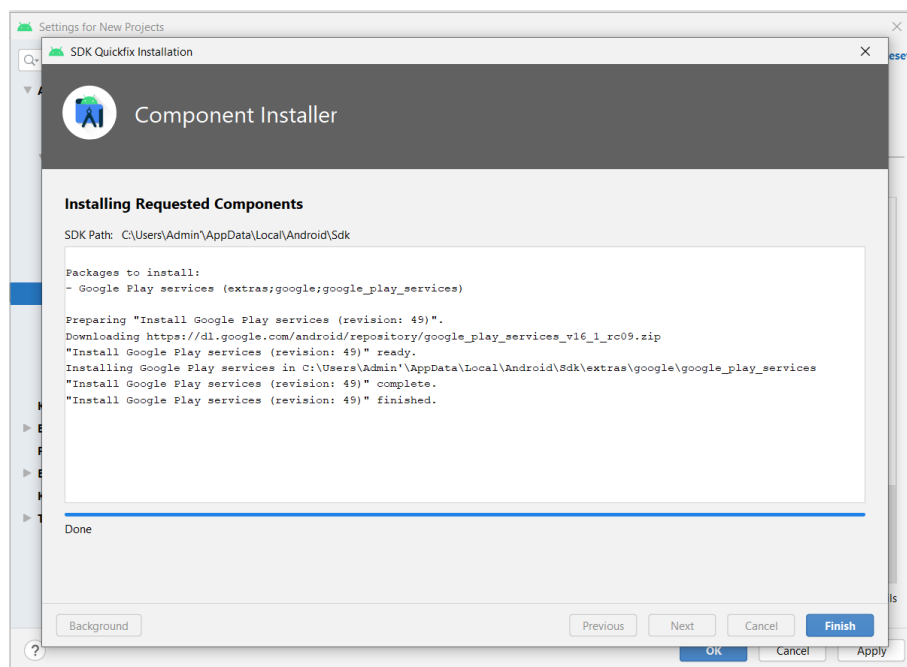 Settings for New Projects
SDK Quickfix Installation
Component Installer
Installing Requested Components
SDK Path: C:\Users\Admin'\AppData\Local\Android\Sdk
Packages to install:
- Google Play services (extras;google;google_play_services)
Preparing "Install Google Play services (revision: 49)".
Downloading https://dl.google.com/android/repository/google_play_services_v16_1_rc09.zip
"Install Google Play services (revision: 49)" ready.
Installing Google Play services in C:\Users\Admin'\AppData\Local\Android\Sdk\extras\google\google_play_services
"Install Google Play services (revision: 49)" complete.
"Install Google Play services (revision: 49)" finished.
Done
Background Previous Next Cancel Finish
? OK Cancel Apply